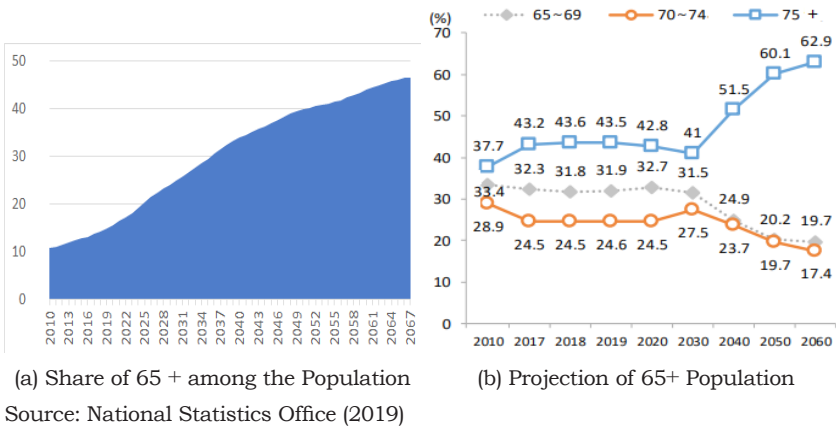 50
40
30
20
10
0
2010 2013 2016 2019 2022 2025 2028 2031 2034 2037 2040 2043 2046 2049 2052 2055 2058 2061 2064 2067
(a) Share of 65 + among the Population
(%) 65~69 70~74 75 +
70
60
50
40
30
20
10
0
37.7 43.2 43.6 43.5 42.8 41 51.5 60.1 62.9
33.4 32.3 31.8 31.9 32.7 31.5 24.9 20.2 19.7
28.9 24.5 24.5 24.6 24.5 27.5 23.7 19.7 17.4
2010 2017 2018 2019 2020 2030 2040 2050 2060
(b) Projection of 65+ Population
Source: National Statistics Office (2019)